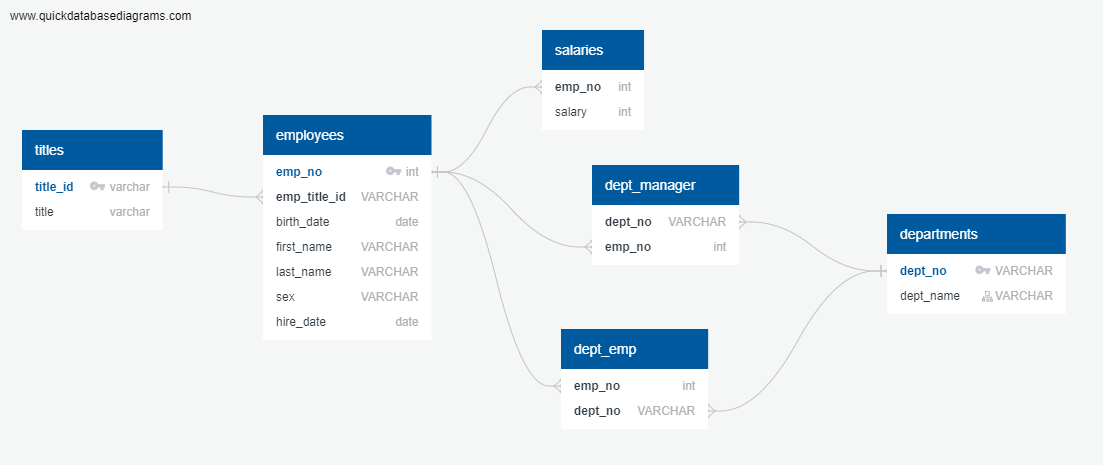 www.quickdatabasediagrams.com
titles
title_id varchar
title varchar
employees
emp_no int
emp_title_id VARCHAR
birth_date date
first_name VARCHAR
last_name VARCHAR
sex VARCHAR
hire_date date
salaries
emp_no int
salary int
dept_manager
dept_no VARCHAR
emp_no int
dept_emp
emp_no int
dept_no VARCHAR
departments
dept_no VARCHAR
dept_name VARCHAR